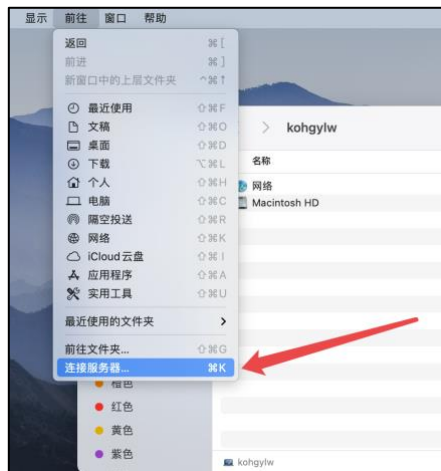 显示 前往 窗口 帮助
返回 ⌘[
前进 ⌘]
新窗口中的上层文件夹 ^⌘↑
最近使用 ⇧⌘F
文稿 ⇧⌘O
桌面 ⇧⌘D
下载 ⌥⌘L
个人 ⇧⌘H
电脑 ⇧⌘C
隔空投送 ⇧⌘R
网络 ⇧⌘K
iCloud云盘 ⇧⌘I
应用程序 ⇧⌘A
实用工具 ⇧⌘U
最近使用的文件夹 >
前往文件夹... ⇧⌘G
连接服务器... ⌘K
橙色
红色
黄色
紫色
> kohgylw
名称
网络
Macintosh HD
kohgylw